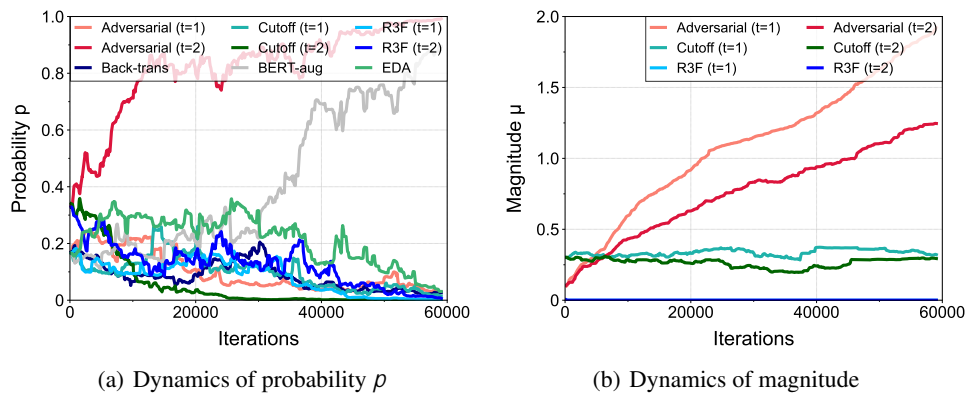 1.0
0.8
0.6
0.4
0.2
0.0
Probability p
Adversarial (t=1) Cutoff (t=1) R3F (t=1)
Adversarial (t=2) Cutoff (t=2) R3F (t=2)
Back-trans BERT-aug EDA
0 20000 40000 60000
Iterations
(a) Dynamics of probability p
2.0
1.5
1.0
0.5
0
Magnitude μ
Adversarial (t=1) Adversarial (t=2)
Cutoff (t=1) Cutoff (t=2)
R3F (t=1) R3F (t=2)
0 20000 40000 60000
Iterations
(b) Dynamics of magnitude